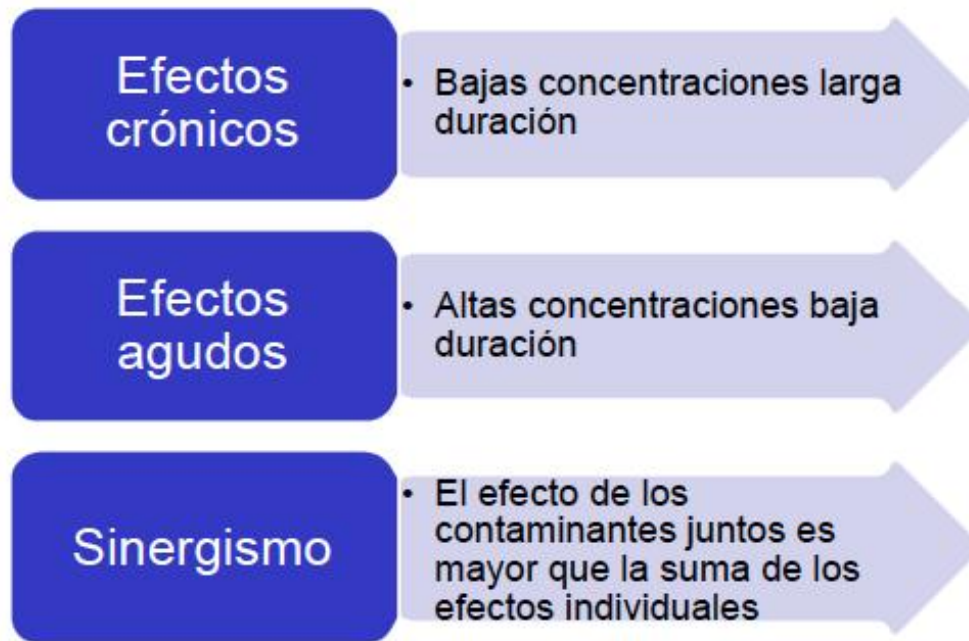 Efectos
crónicos
• Bajas concentraciones larga
duración
Efectos
agudos
• Altas concentraciones baja
duración
Sinergismo
• El efecto de los
contaminantes juntos es
mayor que la suma de los
efectos individuales